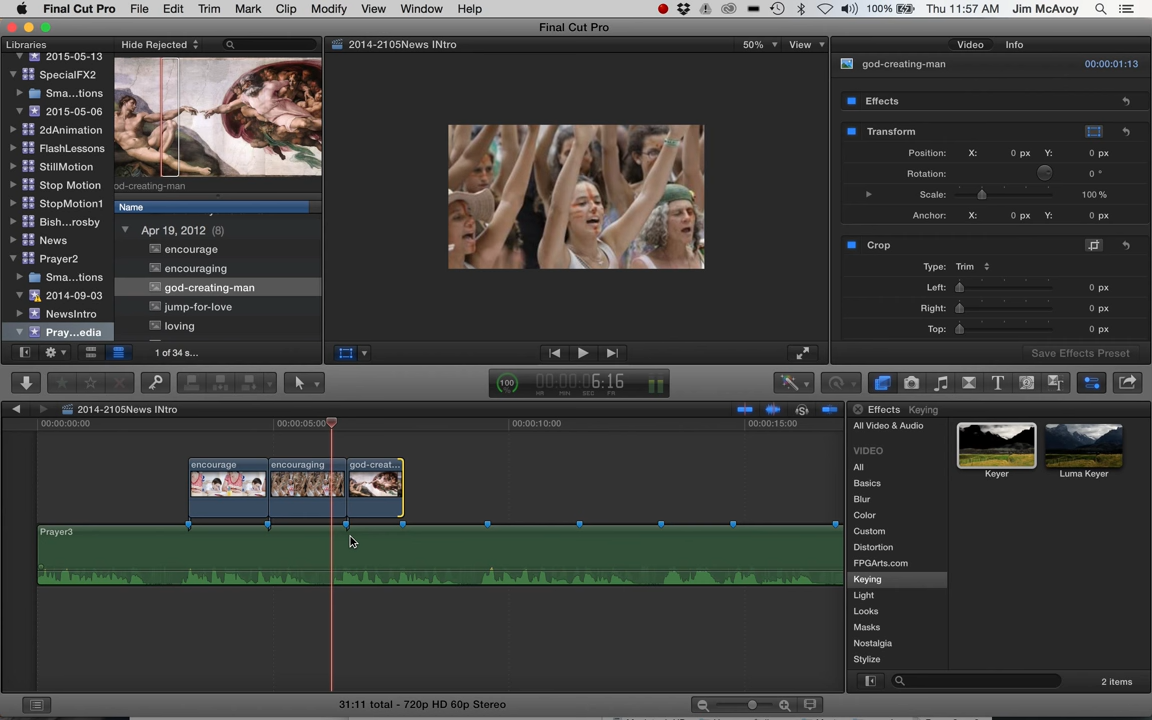 Final Cut Pro File Edit Trim Mark Clip Modify View Window Help 100% Thu 11:57 AM Jim McAvoy
Final Cut Pro
Libraries Hide Rejected 2014-2105News INtro 50% View Video Info
2015-05-13
SpecialFX2
Sma...tions
2015-05-06
2dAnimation
FlashLessons
StillMotion
Stop Motion
StopMotion1
Bish...rosby
News
Prayer2
Sma...tions
2014-09-03
NewsIntro
Pray...edia
od-creating-man
Name
Apr 19, 2012 (8)
encourage
encouraging
god-creating-man
jump-for-love
loving
1 of 34 s...
god-creating-man 00:00:01:13
Effects
Transform
Position: X: 0 px Y: 0 px
Rotation: 0 °
Scale: 100 %
Anchor: X: 0 px Y: 0 px
Crop
Type: Trim
Left: 0 px
Right: 0 px
Top: 0 px
Save Effects Preset
100 00:00:06:16
HR MIN SEC FR
2014-2105News INtro
00:00:00:00 00:00:05:00 00:00:10:00 00:00:15:00
encourage encouraging god-creat...
Prayer3
Effects Keying
All Video & Audio
VIDEO
All
Basics
Blur
Color
Custom
Distortion
FPGArts.com
Keying
Light
Looks
Masks
Nostalgia
Stylize
Keyer Luma Keyer
2 items
31:11 total - 720p HD 60p Stereo